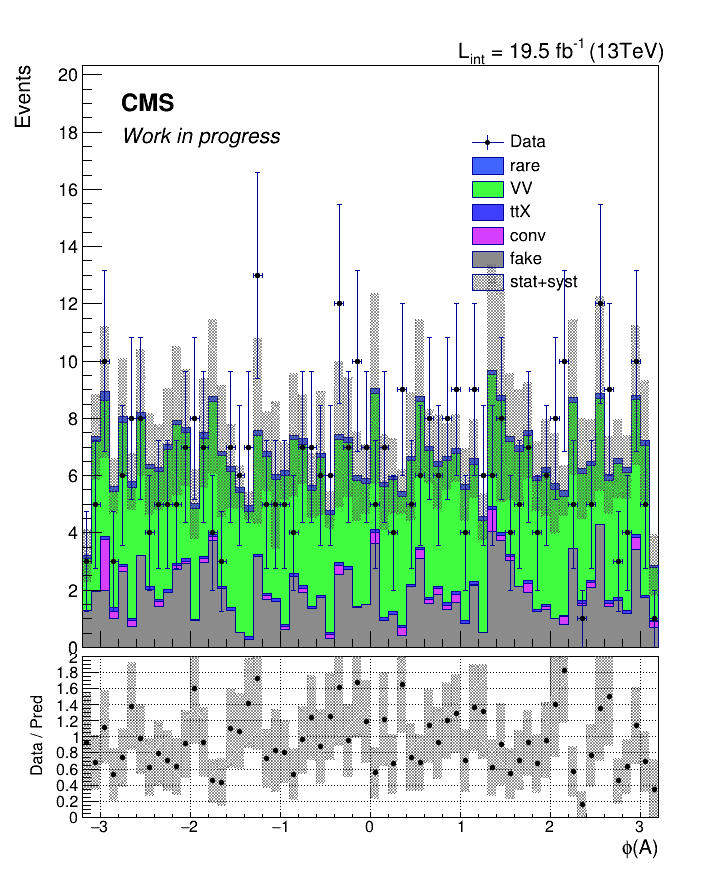 L_int = 19.5 fb^-1 (13TeV)
Events
20
18
16
14
12
10
8
6
4
2
0
CMS
Work in progress
Data
rare
VV
ttX
conv
fake
stat+syst
Data / Pred
2
1.8
1.6
1.4
1.2
1
0.8
0.6
0.4
0.2
0
−3 −2 −1 0 1 2 3
ϕ(A)